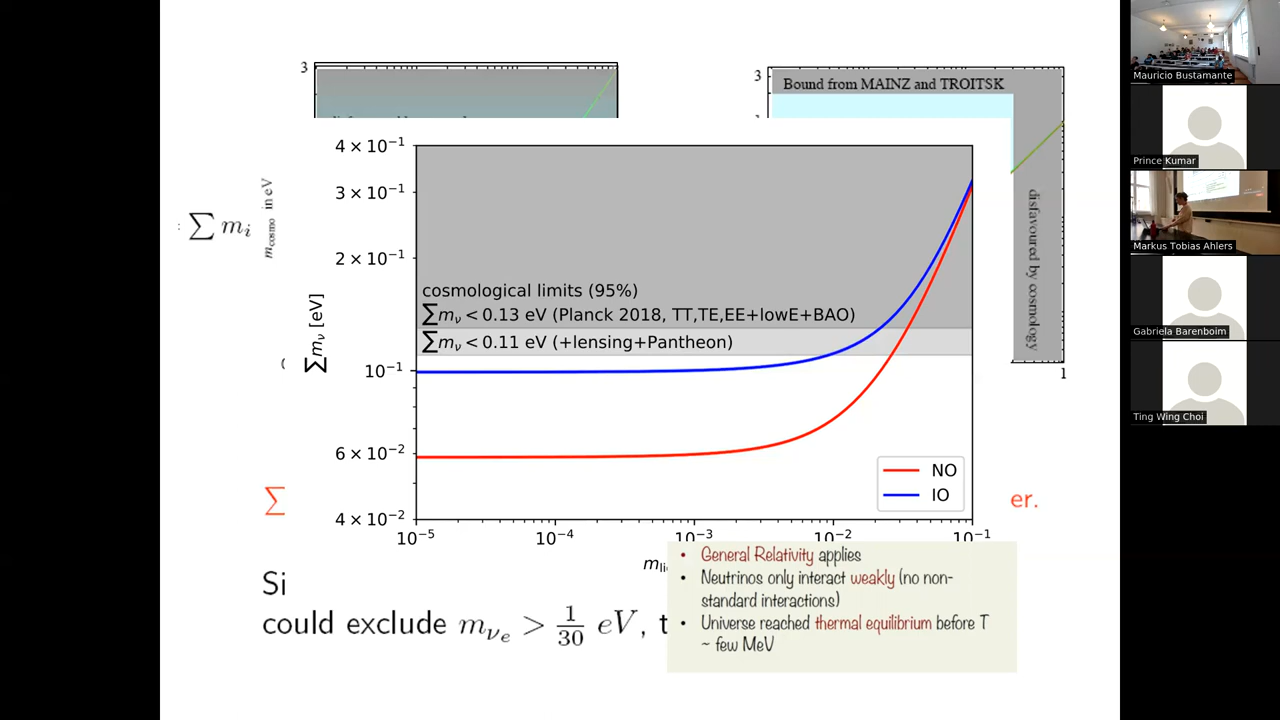 3
3
Bound from MAINZ and TROITSK
1
: ∑ m_i
m_cosmo in eV
∑m_ν [eV]
4 × 10⁻¹
3 × 10⁻¹
2 × 10⁻¹
10⁻¹
6 × 10⁻²
4 × 10⁻²
cosmological limits (95%)
∑m_ν < 0.13 eV (Planck 2018, TT,TE,EE+lowE+BAO)
∑m_ν < 0.11 eV (+lensing+Pantheon)
disfavoured by cosmology
1
NO
IO
10⁻⁵
10⁻⁴
10⁻³
10⁻²
10⁻¹
∑
er.
• General Relativity applies
• Neutrinos only interact weakly (no non-
standard interactions)
• Universe reached thermal equilibrium before T
~ few MeV
Si
could exclude m_{ν_e} > 1/30 eV, t
Mauricio Bustamante
Prince Kumar
Markus Tobias Ahlers
Gabriela Barenboim
Ting Wing Choi